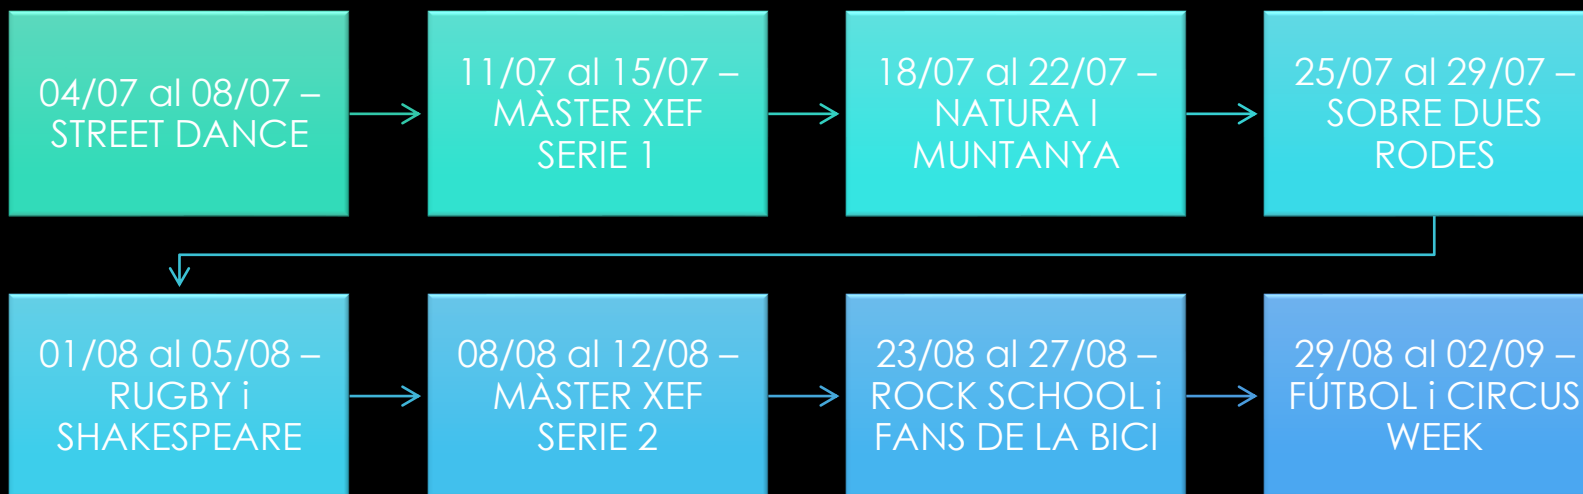 04/07 al 08/07 –
STREET DANCE
11/07 al 15/07 –
MÀSTER XEF
SERIE 1
18/07 al 22/07 –
NATURA I
MUNTANYA
25/07 al 29/07 –
SOBRE DUES
RODES
01/08 al 05/08 –
RUGBY i
SHAKESPEARE
08/08 al 12/08 –
MÀSTER XEF
SERIE 2
23/08 al 27/08 –
ROCK SCHOOL i
FANS DE LA BICI
29/08 al 02/09 –
FÚTBOL i CIRCUS
WEEK